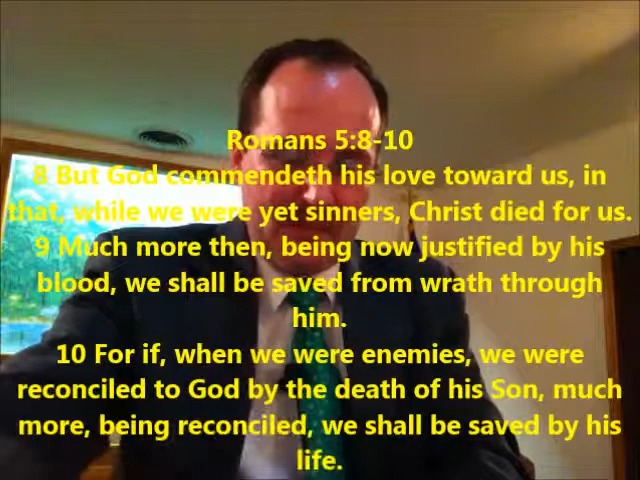 Romans 5:8-10
8 But God commendeth his love toward us, in
that, while we were yet sinners, Christ died for us.
9 Much more then, being now justified by his
blood, we shall be saved from wrath through
him.
10 For if, when we were enemies, we were
reconciled to God by the death of his Son, much
more, being reconciled, we shall be saved by his
life.